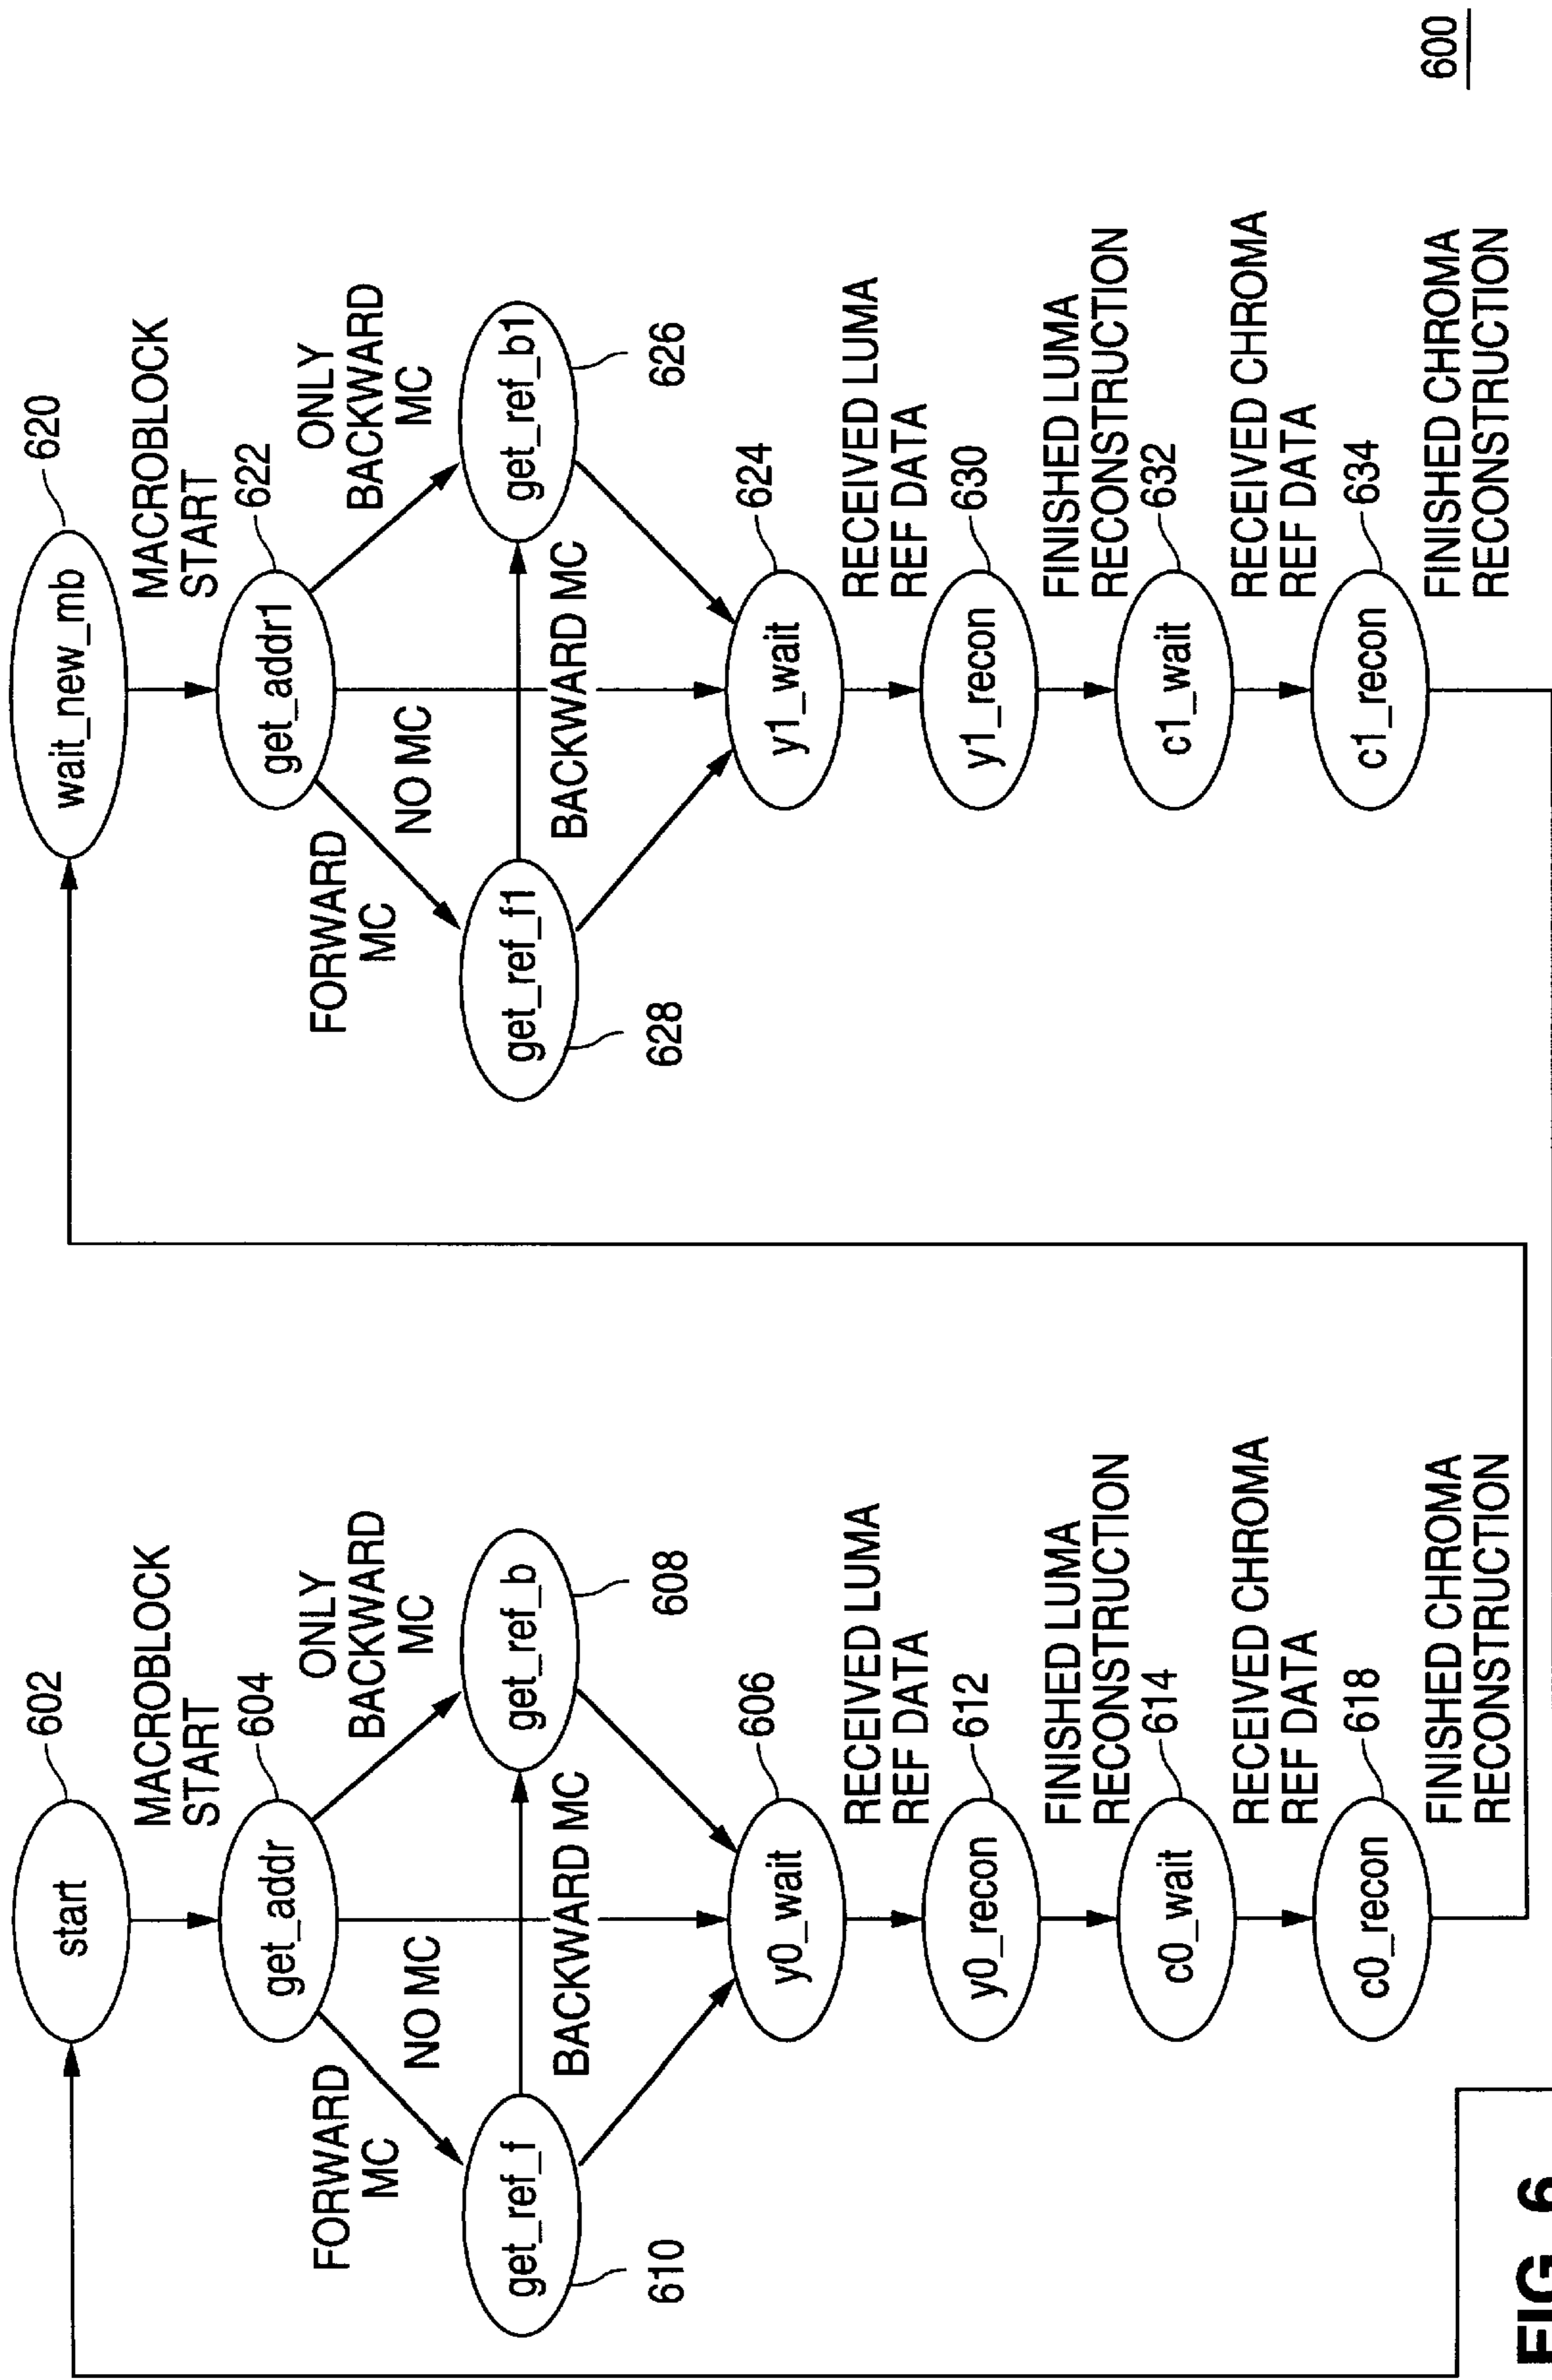 start
602
MACROBLOCK
START
get_addr
604
FORWARD
MC
NO MC
ONLY
BACKWARD
MC
get_ref_f
610
BACKWARD MC
get_ref_b
608
y0_wait
606
RECEIVED LUMA
REF DATA
y0_recon
612
FINISHED LUMA
RECONSTRUCTION
c0_wait
614
RECEIVED CHROMA
REF DATA
c0_recon
618
FINISHED CHROMA
RECONSTRUCTION
wait_new_mb
620
MACROBLOCK
START
get_addr1
622
FORWARD
MC
NO MC
ONLY
BACKWARD
MC
get_ref_f1
628
BACKWARD MC
get_ref_b1
626
y1_wait
624
RECEIVED LUMA
REF DATA
y1_recon
630
FINISHED LUMA
RECONSTRUCTION
c1_wait
632
RECEIVED CHROMA
REF DATA
c1_recon
634
FINISHED CHROMA
RECONSTRUCTION
600
FIG. 6